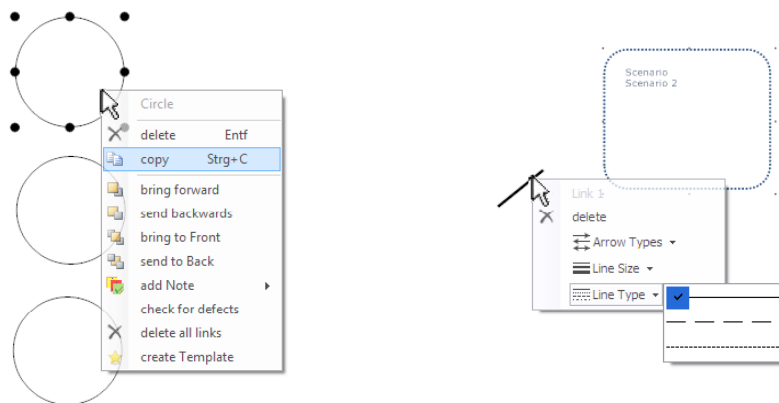 Circle
delete Entf
copy Strg+C
bring forward
send backwards
bring to Front
send to Back
add Note
check for defects
delete all links
create Template
Scenario
Scenario 2
Link 1
delete
Arrow Types
Line Size
Line Type